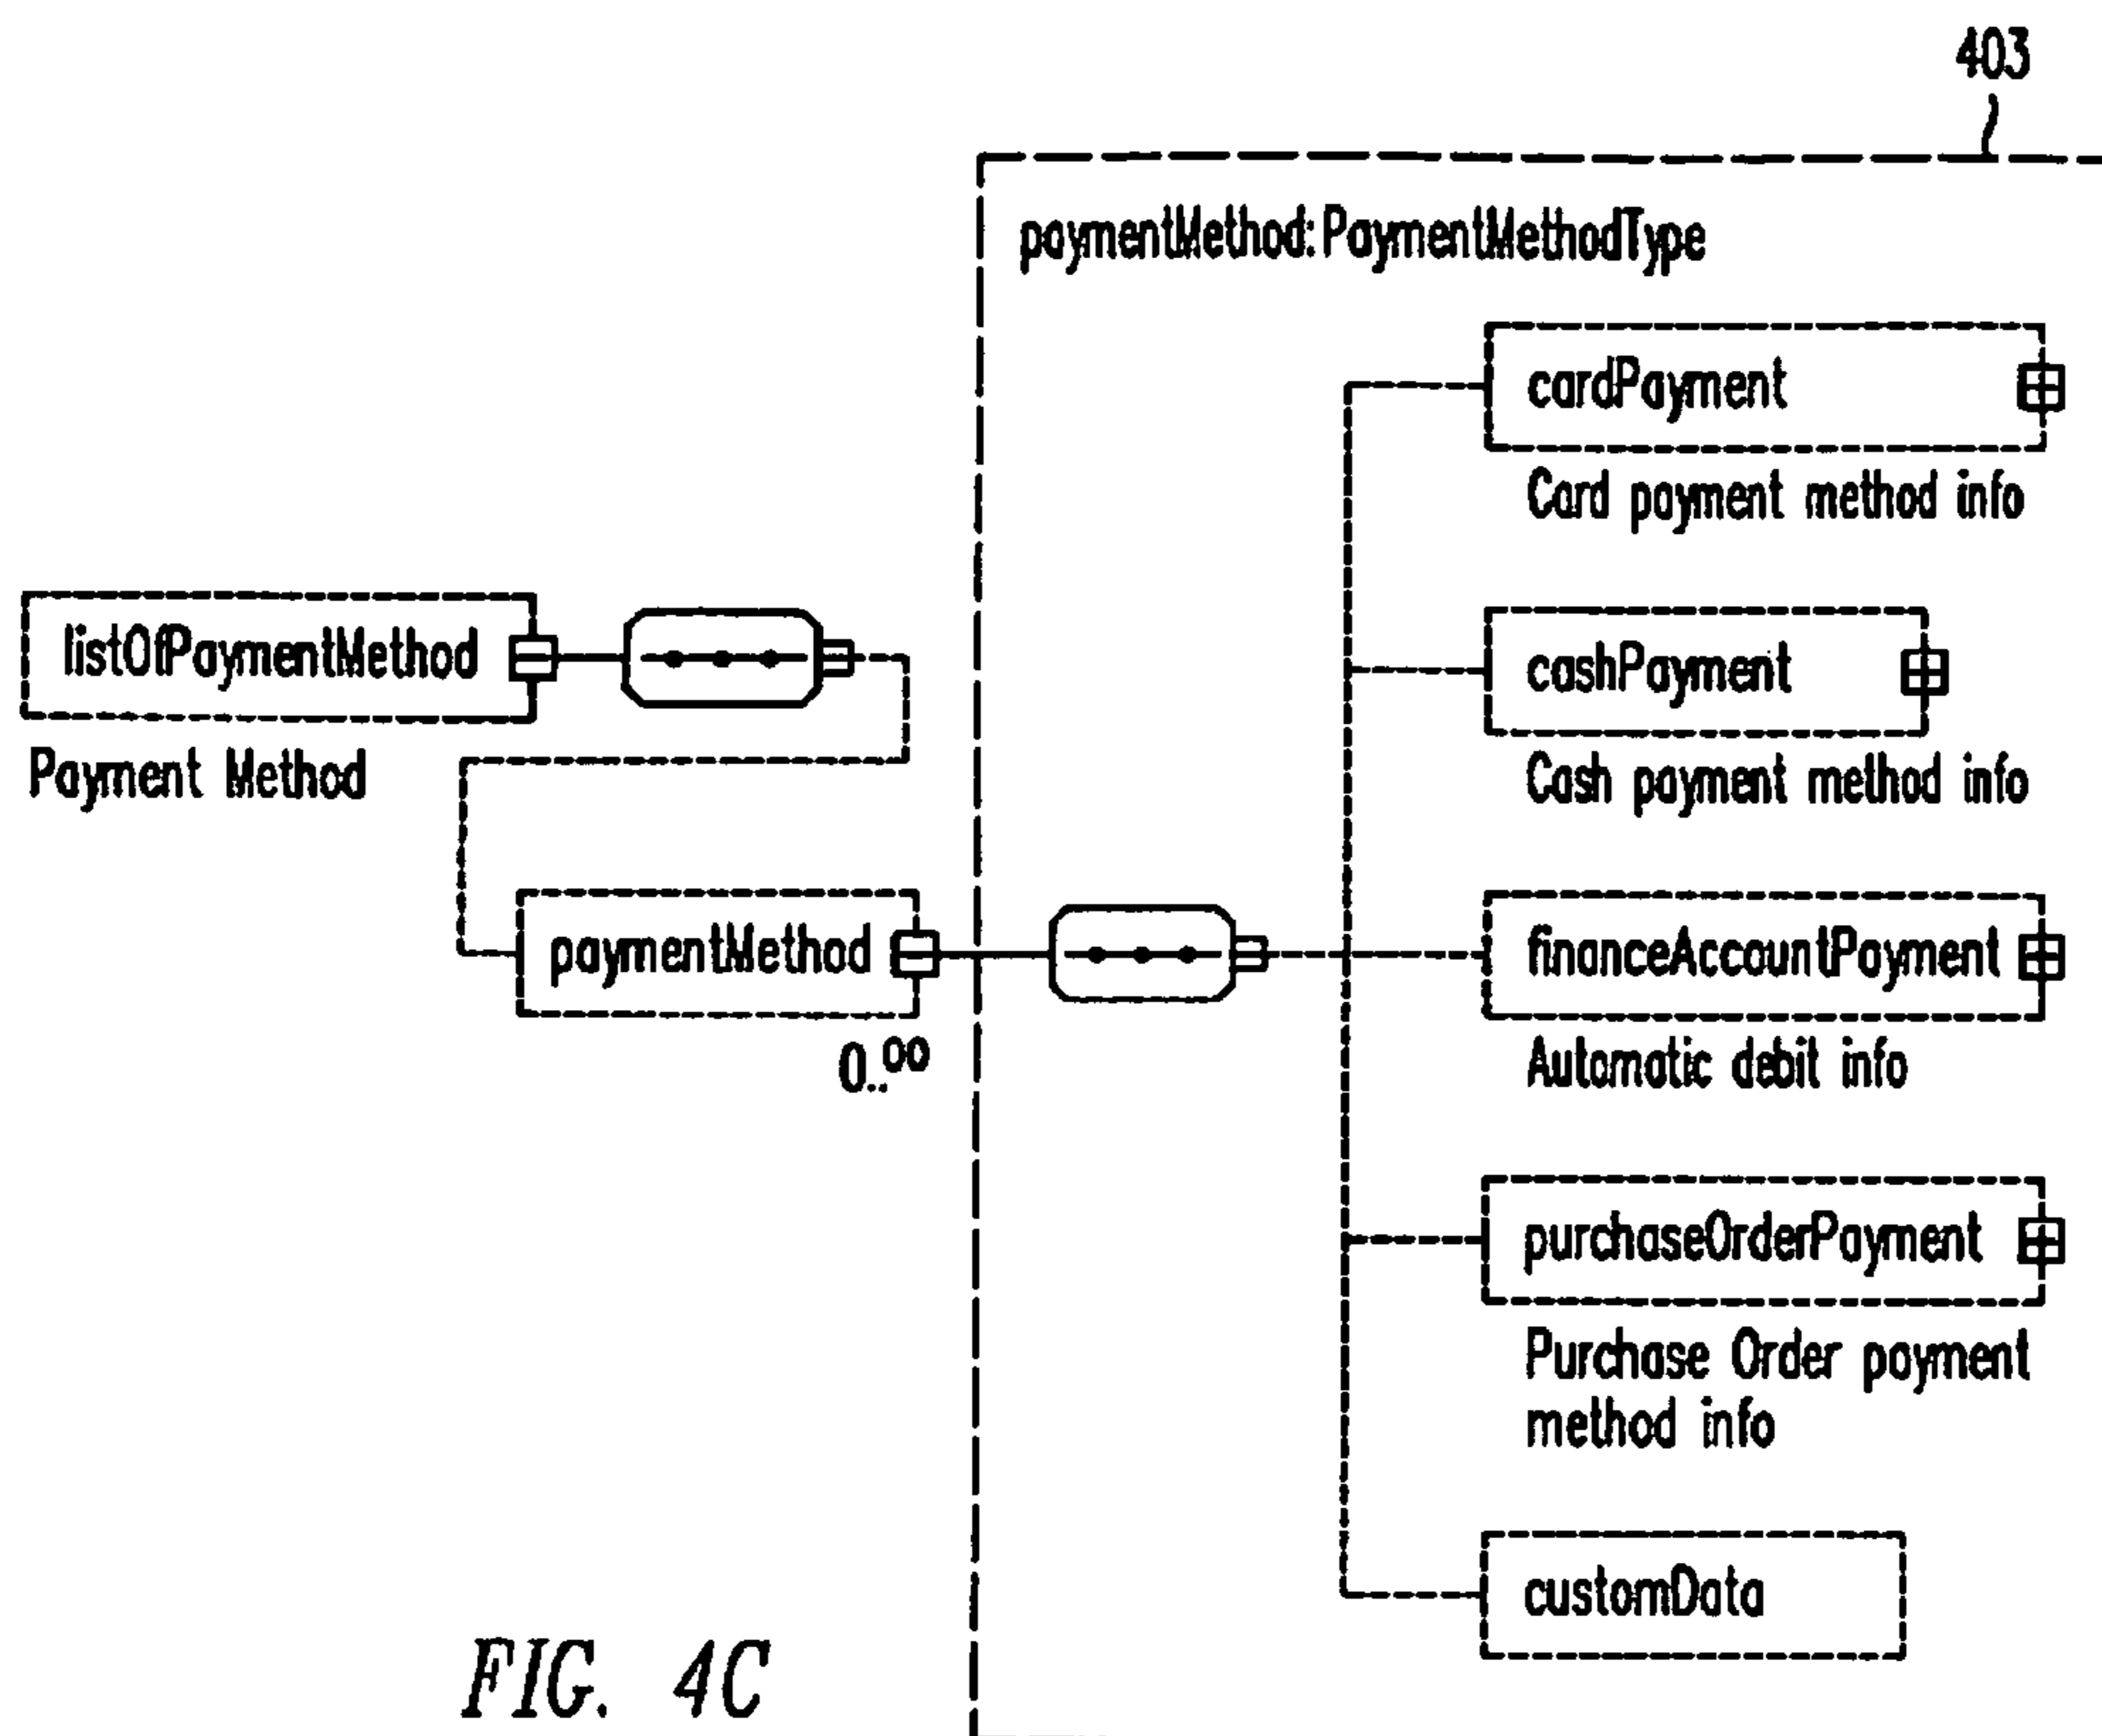 403
paymentMethod:PaymentMethodType
cardPayment
Card payment method info
listOfPaymentMethod
Payment Method
cashPayment
Cash payment method info
paymentMethod
0..∞
financeAccountPayment
Automatic debit info
purchaseOrderPayment
Purchase Order payment
method info
customData
FIG. 4C